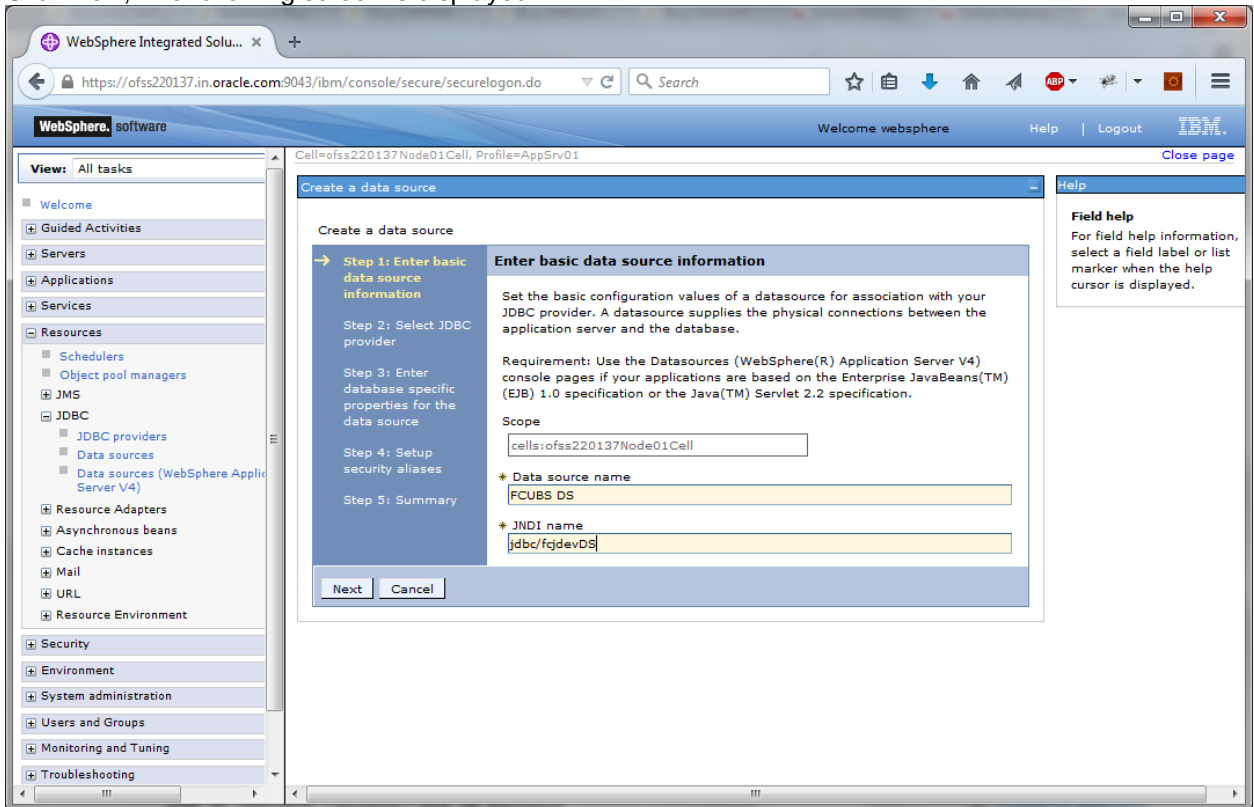 WebSphere Integrated Solu...
https://ofss220137.in.oracle.com:9043/ibm/console/secure/securelogon.do
Search
ABP
WebSphere. software
Welcome websphere
Help | Logout
IBM.
View: All tasks
Welcome
Guided Activities
Servers
Applications
Services
Resources
Schedulers
Object pool managers
JMS
JDBC
JDBC providers
Data sources
Data sources (WebSphere Applic
Server V4)
Resource Adapters
Asynchronous beans
Cache instances
Mail
URL
Resource Environment
Security
Environment
System administration
Users and Groups
Monitoring and Tuning
Troubleshooting
Cell=ofss220137Node01Cell, Profile=AppSrv01
Close page
Create a data source
Create a data source
Step 1: Enter basic
data source
information
Step 2: Select JDBC
provider
Step 3: Enter
database specific
properties for the
data source
Step 4: Setup
security aliases
Step 5: Summary
Enter basic data source information
Set the basic configuration values of a datasource for association with your
JDBC provider. A datasource supplies the physical connections between the
application server and the database.
Requirement: Use the Datasources (WebSphere(R) Application Server V4)
console pages if your applications are based on the Enterprise JavaBeans(TM)
(EJB) 1.0 specification or the Java(TM) Servlet 2.2 specification.
Scope
cells:ofss220137Node01Cell
* Data source name
FCUBS DS
* JNDI name
jdbc/fcjdevDS
Next Cancel
Help
Field help
For field help information,
select a field label or list
marker when the help
cursor is displayed.